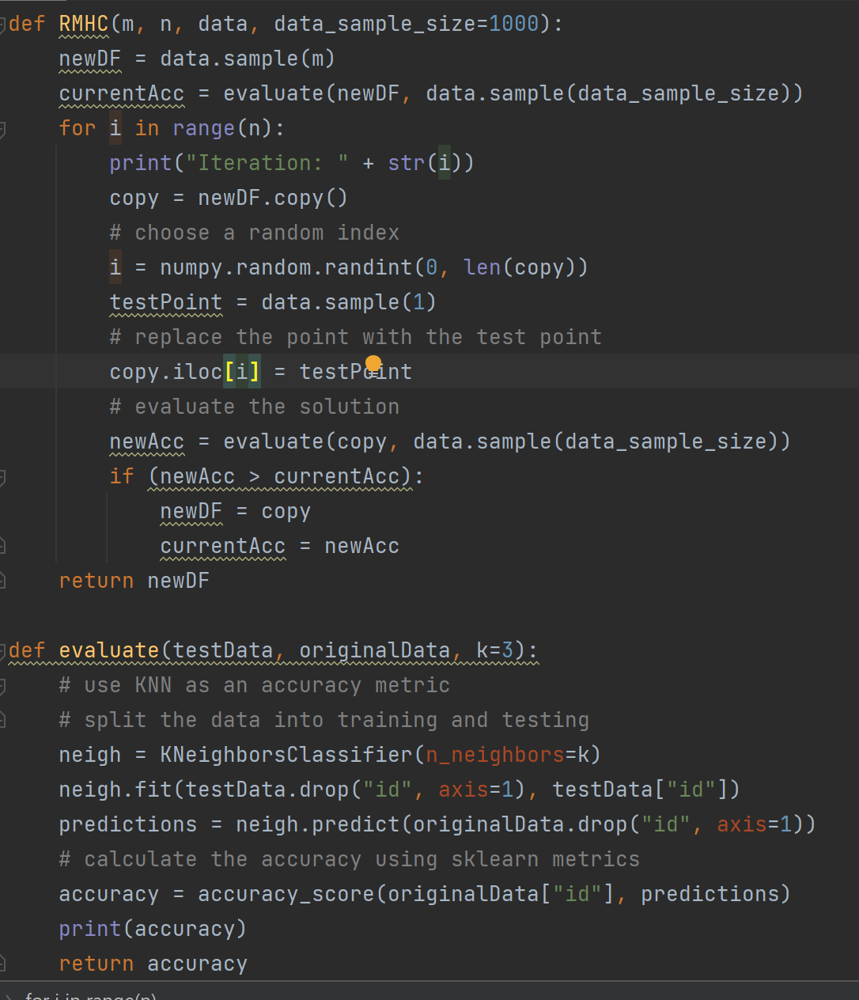 def RMHC(m, n, data, data_sample_size=1000):
    newDF = data.sample(m)
    currentAcc = evaluate(newDF, data.sample(data_sample_size))
    for i in range(n):
        print("Iteration: " + str(i))
        copy = newDF.copy()
        # choose a random index
        i = numpy.random.randint(0, len(copy))
        testPoint = data.sample(1)
        # replace the point with the test point
        copy.iloc[i] = testPoint
        # evaluate the solution
        newAcc = evaluate(copy, data.sample(data_sample_size))
        if (newAcc > currentAcc):
            newDF = copy
            currentAcc = newAcc
    return newDF

def evaluate(testData, originalData, k=3):
    # use KNN as an accuracy metric
    # split the data into training and testing
    neigh = KNeighborsClassifier(n_neighbors=k)
    neigh.fit(testData.drop("id", axis=1), testData["id"])
    predictions = neigh.predict(originalData.drop("id", axis=1))
    # calculate the accuracy using sklearn metrics
    accuracy = accuracy_score(originalData["id"], predictions)
    print(accuracy)
    return accuracy
for i in range(n)